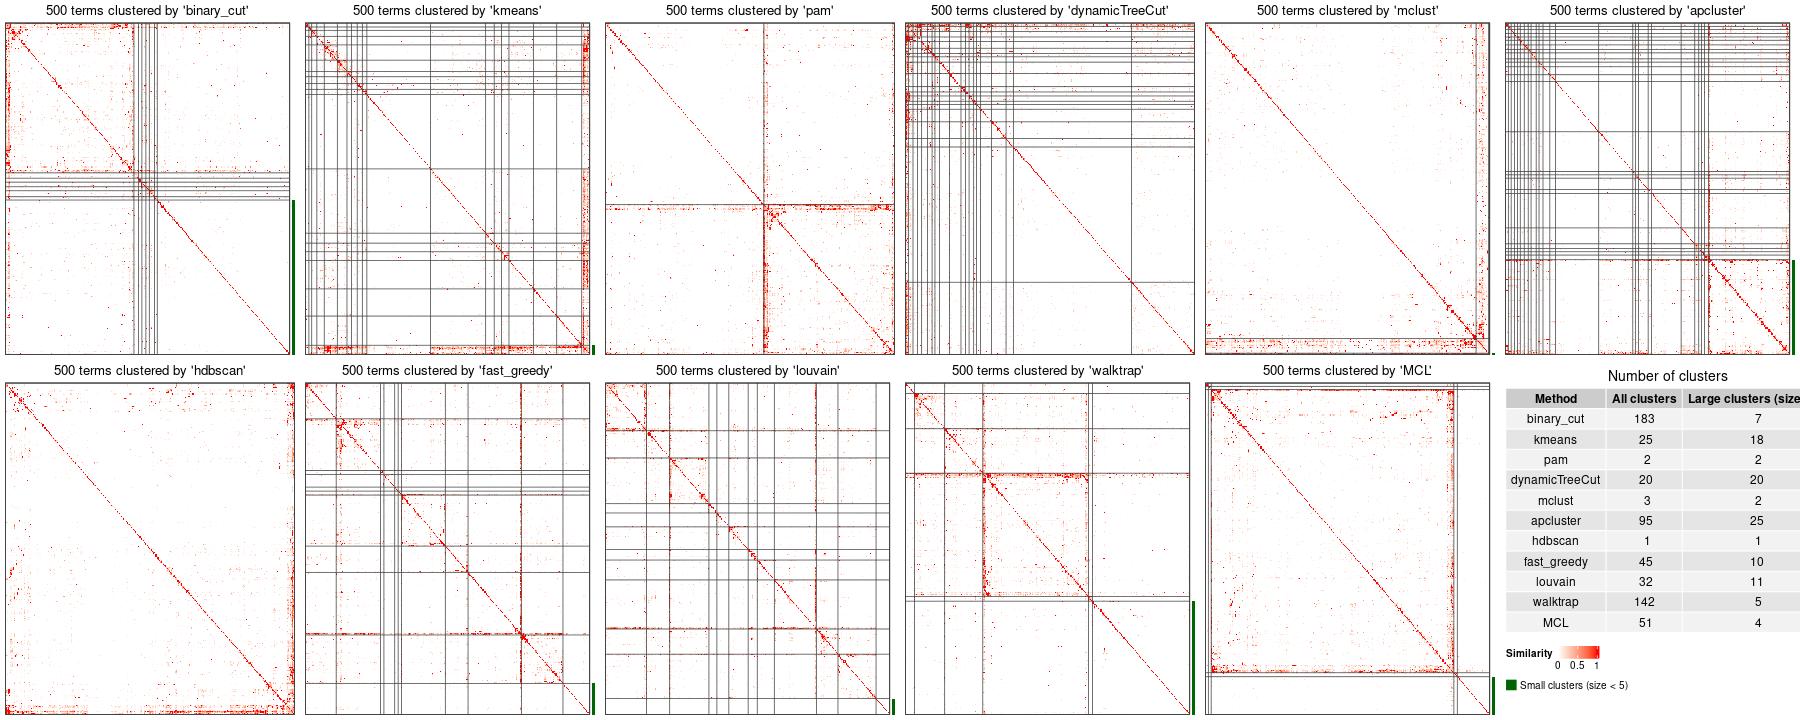 500 terms clustered by 'binary_cut'
500 terms clustered by 'kmeans'
500 terms clustered by 'pam'
500 terms clustered by 'dynamicTreeCut'
500 terms clustered by 'mclust'
500 terms clustered by 'apcluster'
500 terms clustered by 'hdbscan'
500 terms clustered by 'fast_greedy'
500 terms clustered by 'louvain'
500 terms clustered by 'walktrap'
500 terms clustered by 'MCL'
Number of clusters
Method All clusters Large clusters (size
binary_cut 183 7
kmeans 25 18
pam 2 2
dynamicTreeCut 20 20
mclust 3 2
apcluster 95 25
hdbscan 1 1
fast_greedy 45 10
louvain 32 11
walktrap 142 5
MCL 51 4
Similarity
0 0.5 1
Small clusters (size < 5)